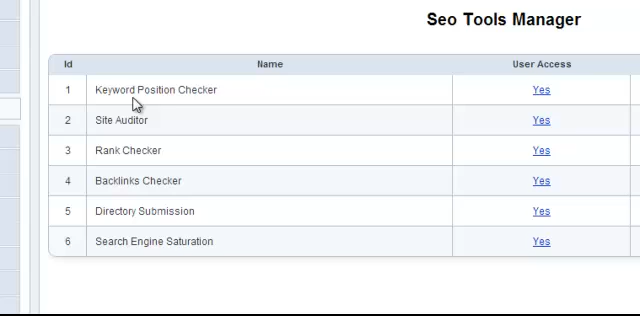 Seo Tools Manager
Id Name User Access
1 Keyword Position Checker Yes
2 Site Auditor Yes
3 Rank Checker Yes
4 Backlinks Checker Yes
5 Directory Submission Yes
6 Search Engine Saturation Yes